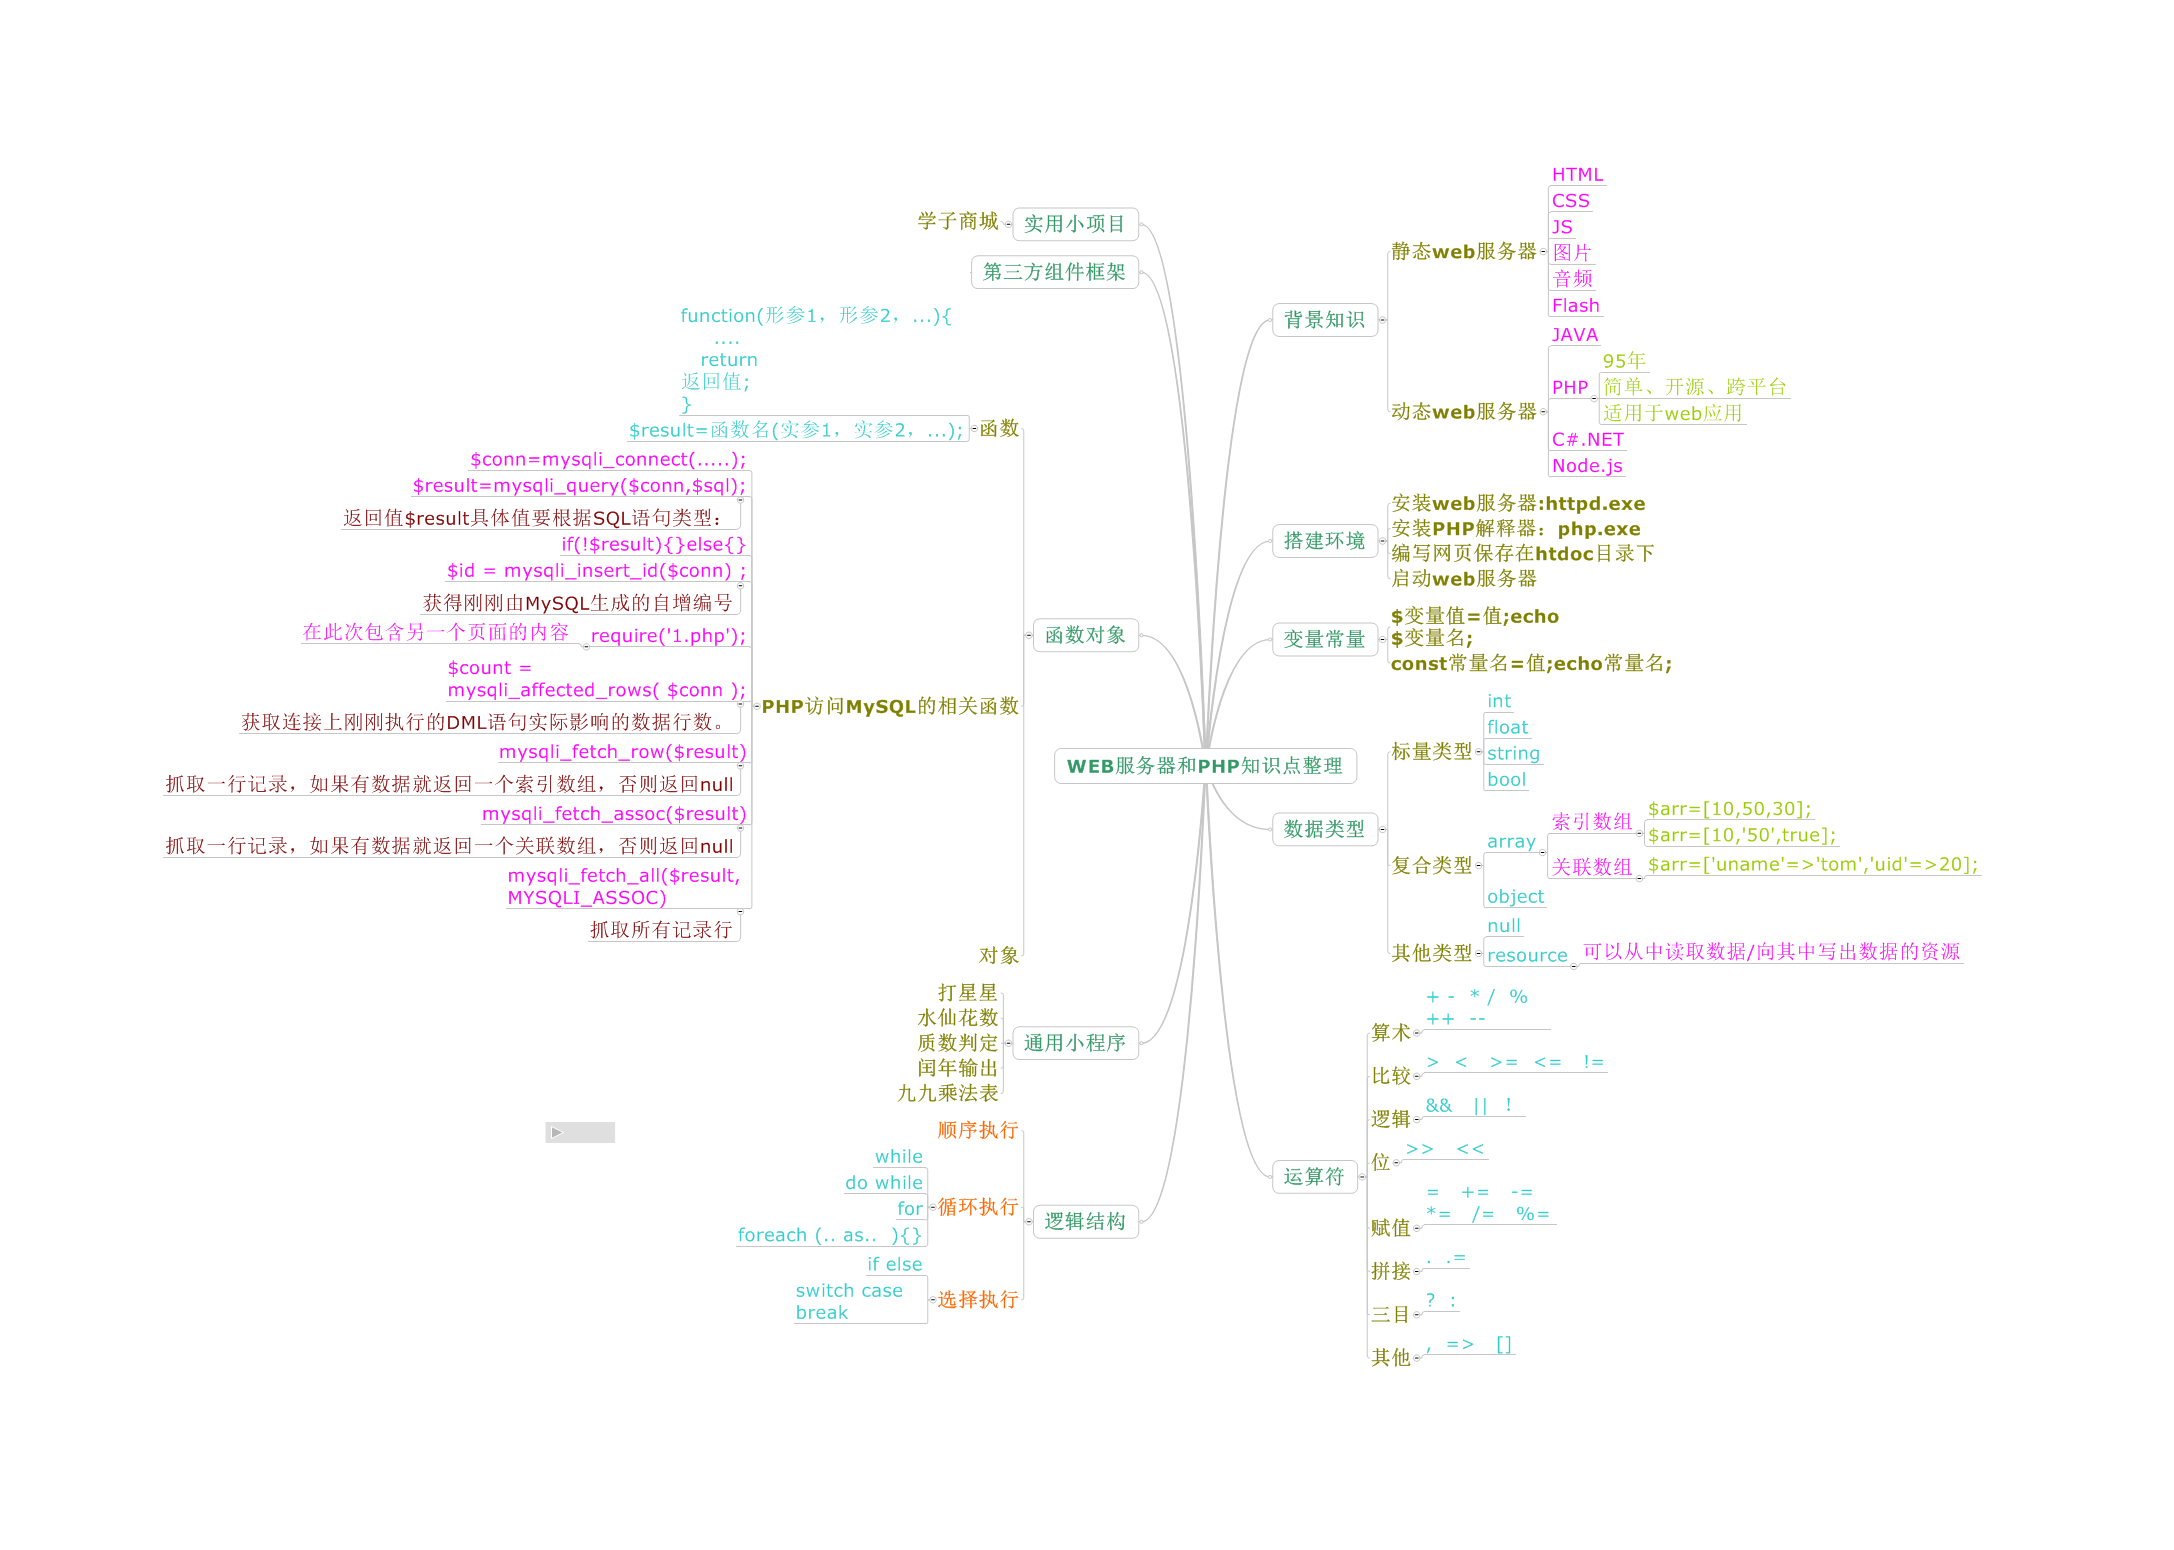 WEB服务器和PHP知识点整理
背景知识
静态web服务器
HTML
CSS
JS
图片
音频
Flash
动态web服务器
JAVA
PHP
95年
简单、开源、跨平台
适用于web应用
C#.NET
Node.js
搭建环境
安装web服务器:httpd.exe
安装PHP解释器：php.exe
编写网页保存在htdoc目录下
启动web服务器
变量常量
$变量值=值;echo
$变量名;
const常量名=值;echo常量名;
数据类型
标量类型
int
float
string
bool
复合类型
array
索引数组
$arr=[10,50,30];
$arr=[10,'50',true];
关联数组
$arr=['uname'=>'tom','uid'=>20];
object
其他类型
null
resource
可以从中读取数据/向其中写出数据的资源
运算符
算术
+ - * / %
++ --
比较
> < >= <= !=
逻辑
&& || !
位
>> <<
赋值
= += -=
*= /= %=
拼接
. .=
三目
? :
其他
, => []
实用小项目
学子商城
第三方组件框架
函数对象
函数
function(形参1，形参2，...){
....
return
返回值;
}
$result=函数名(实参1，实参2，...);
PHP访问MySQL的相关函数
$conn=mysqli_connect(.....);
$result=mysqli_query($conn,$sql);
返回值$result具体值要根据SQL语句类型：
if(!$result){}else{}
$id = mysqli_insert_id($conn) ;
获得刚刚由MySQL生成的自增编号
require('1.php');
在此次包含另一个页面的内容
$count =
mysqli_affected_rows( $conn );
获取连接上刚刚执行的DML语句实际影响的数据行数。
mysqli_fetch_row($result)
抓取一行记录，如果有数据就返回一个索引数组，否则返回null
mysqli_fetch_assoc($result)
抓取一行记录，如果有数据就返回一个关联数组，否则返回null
mysqli_fetch_all($result,
MYSQLI_ASSOC)
抓取所有记录行
对象
通用小程序
打星星
水仙花数
质数判定
闰年输出
九九乘法表
逻辑结构
顺序执行
循环执行
while
do while
for
foreach (.. as.. ){}
选择执行
if else
switch case
break